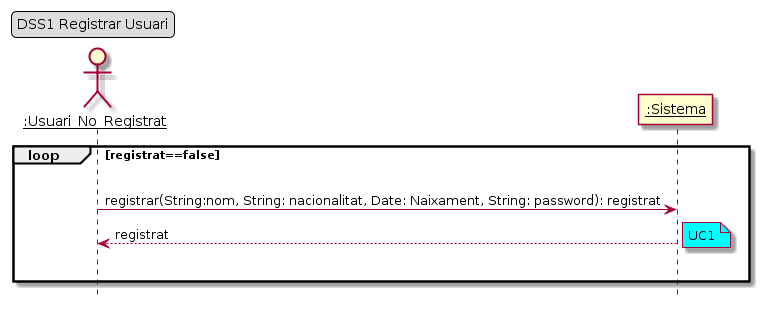 DSS1 Registrar Usuari
:Usuari No Registrat
:Sistema
loop [registrat==false]
registrar(String:nom, String: nacionalitat, Date: Naixament, String: password): registrat
registrat
UC1